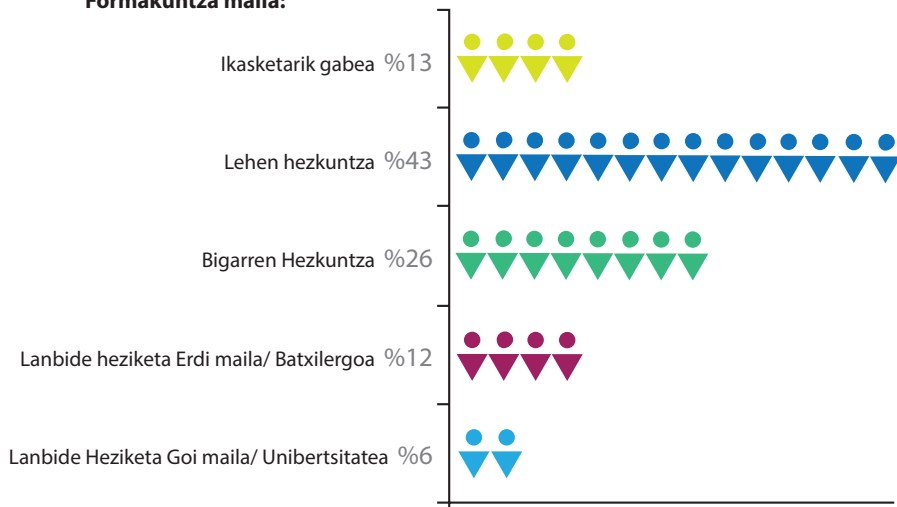 Formakuntza maila:
Ikasketarik gabea %13
Lehen hezkuntza %43
Bigarren Hezkuntza %26
Lanbide heziketa Erdi maila/ Batxilergoa %12
Lanbide Heziketa Goi maila/ Unibertsitatea %6